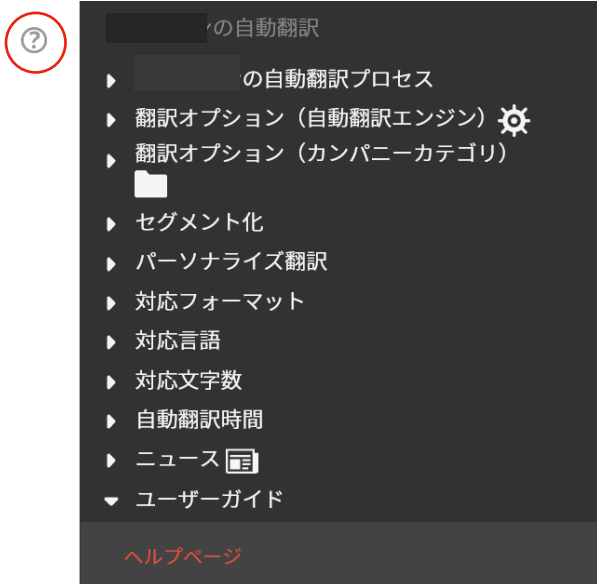 ?
の自動翻訳
の自動翻訳プロセス
翻訳オプション（自動翻訳エンジン）
翻訳オプション（カンパニーカテゴリ）
セグメント化
パーソナライズ翻訳
対応フォーマット
対応言語
対応文字数
自動翻訳時間
ニュース
ユーザーガイド
ヘルプページ